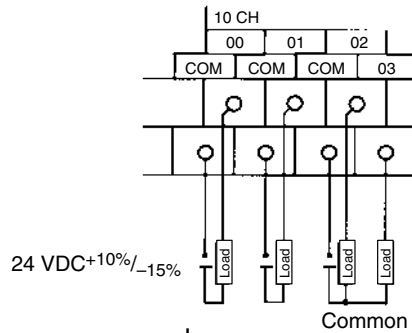 10 CH
00 01 02
COM COM COM 03
24 VDC+10%/–15%
Load Load Load Load
Common